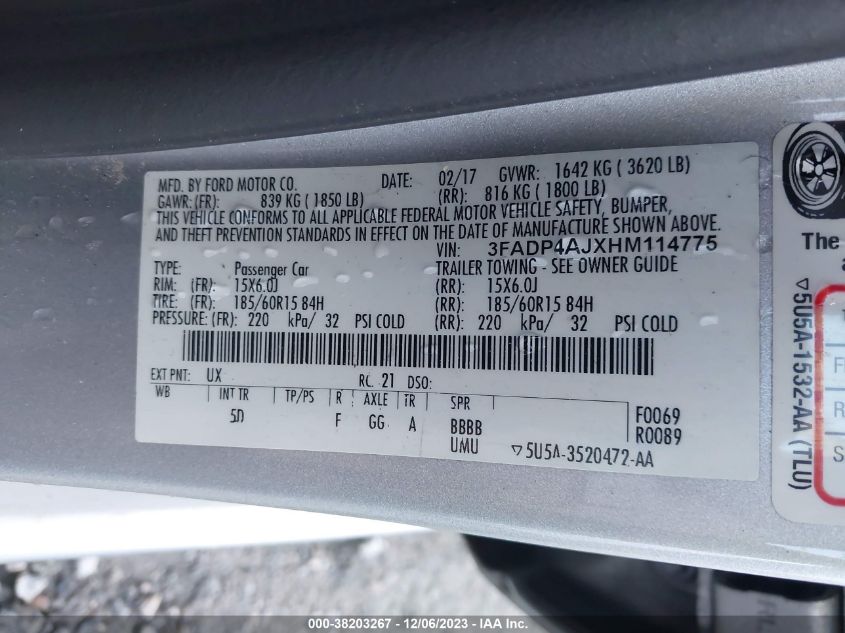 MFD. BY FORD MOTOR CO. DATE: 02/17 GVWR: 1642 KG ( 3620 LB)
GAWR: (FR): 839 KG ( 1850 LB) (RR): 816 KG ( 1800 LB)
THIS VEHICLE CONFORMS TO ALL APPLICABLE FEDERAL MOTOR VEHICLE SAFETY, BUMPER,
AND THEFT PREVENTION STANDARDS IN EFFECT ON THE DATE OF MANUFACTURE SHOWN ABOVE.
VIN: 3FADP4AJXHM114775
TYPE: Passenger Car TRAILER TOWING - SEE OWNER GUIDE
RIM: (FR): 15X6.0J (RR): 15X6.0J
TIRE: (FR): 185/60R15 84H (RR): 185/60R15 84H
PRESSURE: (FR): 220 kPa/ 32 PSI COLD (RR): 220 kPa/ 32 PSI COLD
EXT PNT: UX RC: 21 DSO:
WB INT TR TP/PS R AXLE TR SPR
5D F GG A BBBB F0069
UMU R0089
▽5U5A-3520472-AA
The
▽5U5A-1532-AA (TLU)
000-38203267 - 12/06/2023 - IAA Inc.